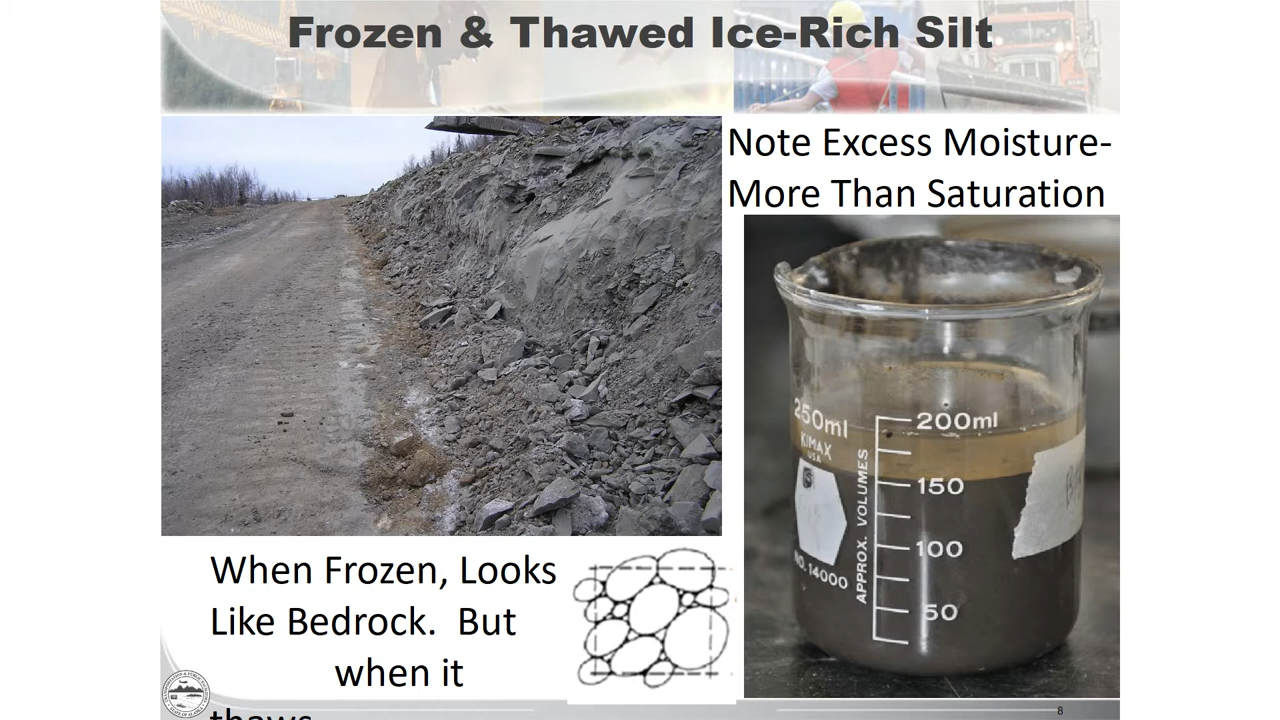 Frozen & Thawed Ice-Rich Silt
Note Excess Moisture-
More Than Saturation
250ml
KIMAX
USA
NO. 14000
APPROX. VOLUMES
200ml
150
100
50
When Frozen, Looks
Like Bedrock. But
when it
thaws
8